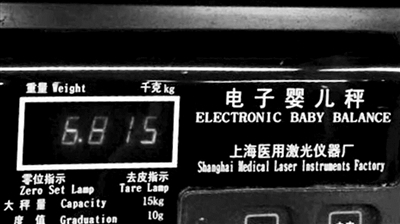 重量 Weight 千克 kg
6.815
电子婴儿秤
ELECTRONIC BABY BALANCE
上海医用激光仪器厂
Shanghai Medical Laser Instruments Factory
零位指示 去皮指示
Zero Set Lamp Tare Lamp
大秤量 Capacity 15kg
度值 Graduation 10g